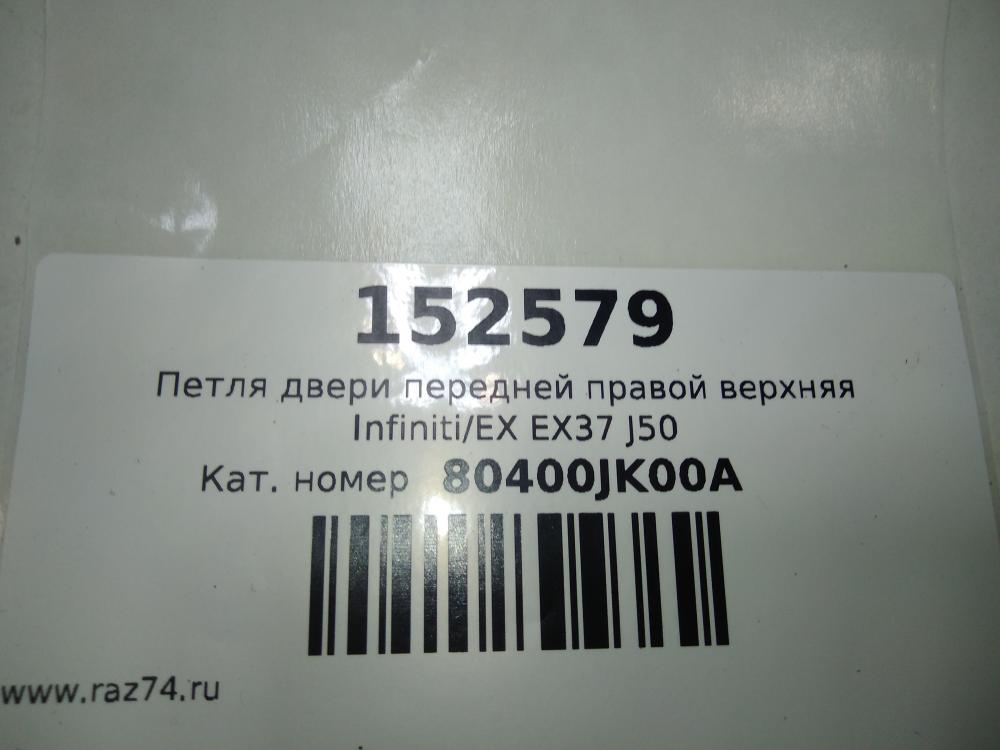 152579
Петля двери передней правой верхняя
Infiniti/EX EX37 J50
Кат. номер 80400JK00A
www.raz74.ru